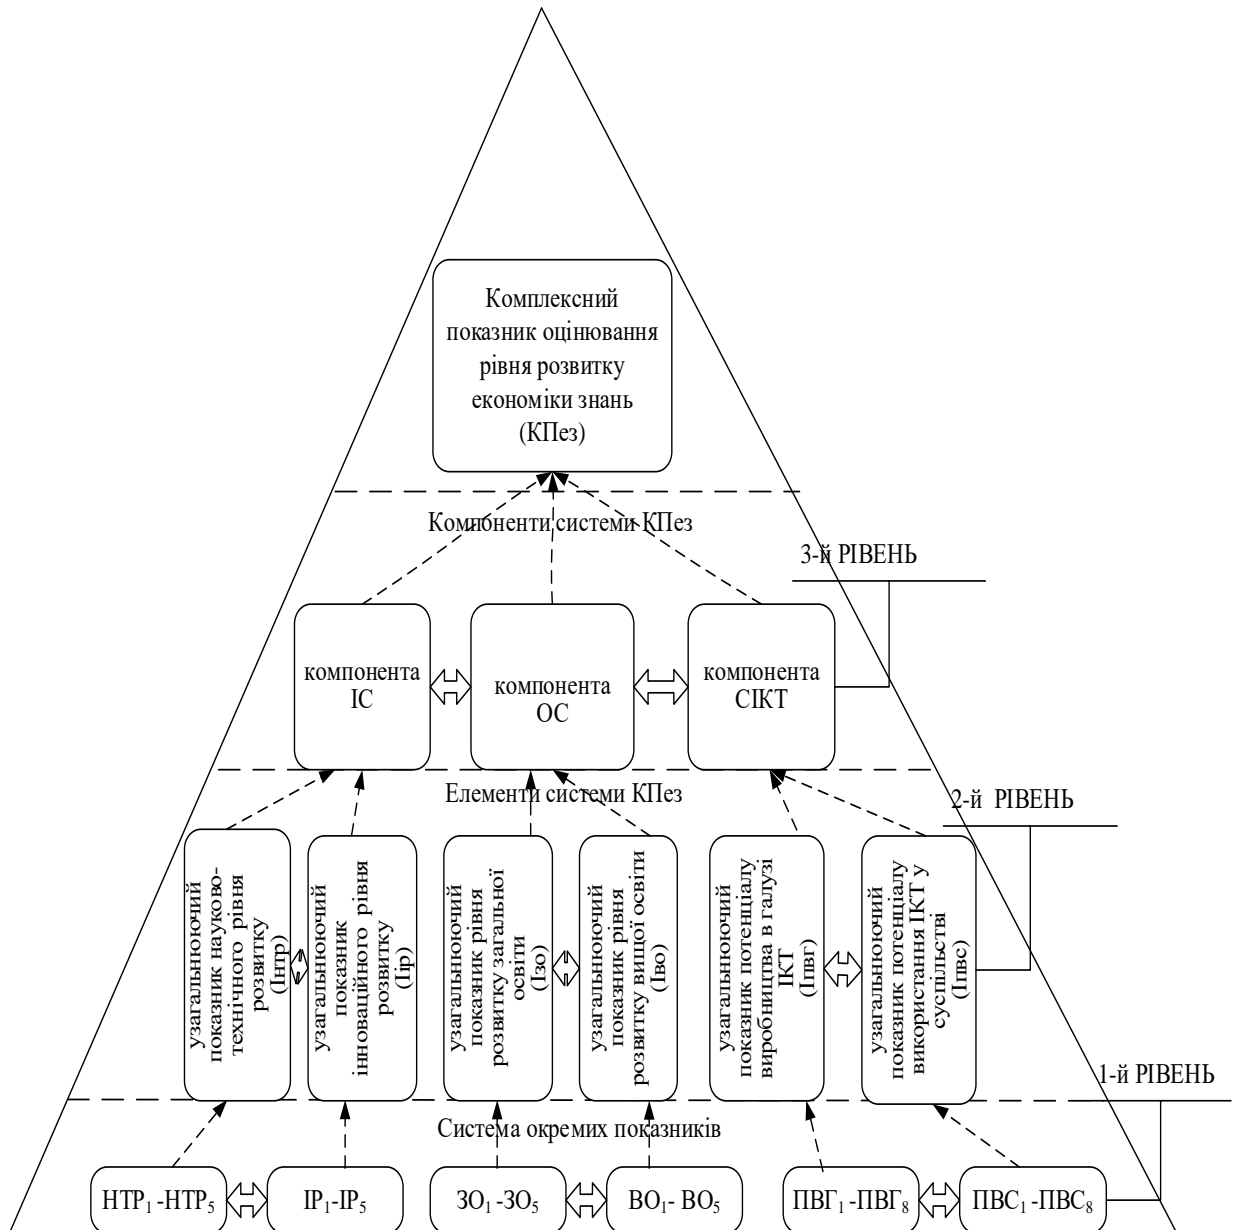 Комплексний
показник оцінювання
рівня розвитку
економіки знань
(КПез)
Компоненти системи КПез
3-й РІВЕНЬ
компонента
ІС
компонента
ОС
компонента
СІКТ
Елементи системи КПез
2-й РІВЕНЬ
узагальнюючий
показник науково-
технічного рівня
розвитку
(Інтр)
узагальнюючий
показник
інноваційного рівня
розвитку
(Іір)
узагальнюючий
показник рівня
розвитку загальної
освіти
(Ізо)
узагальнюючий
показник рівня
розвитку вищої освіти
(Іво)
узагальнюючий
показник потенціалу
виробництва в галузі
ІКТ
(Іпвг)
узагальнюючий
показник потенціалу
використання ІКТ у
суспільстві
(Іпвс)
1-й РІВЕНЬ
Система окремих показників
НТР₁-НТР₅
ІР₁-ІР₅
ЗО₁-ЗО₅
ВО₁- ВО₅
ПВГ₁-ПВГ₈
ПВС₁-ПВС₈